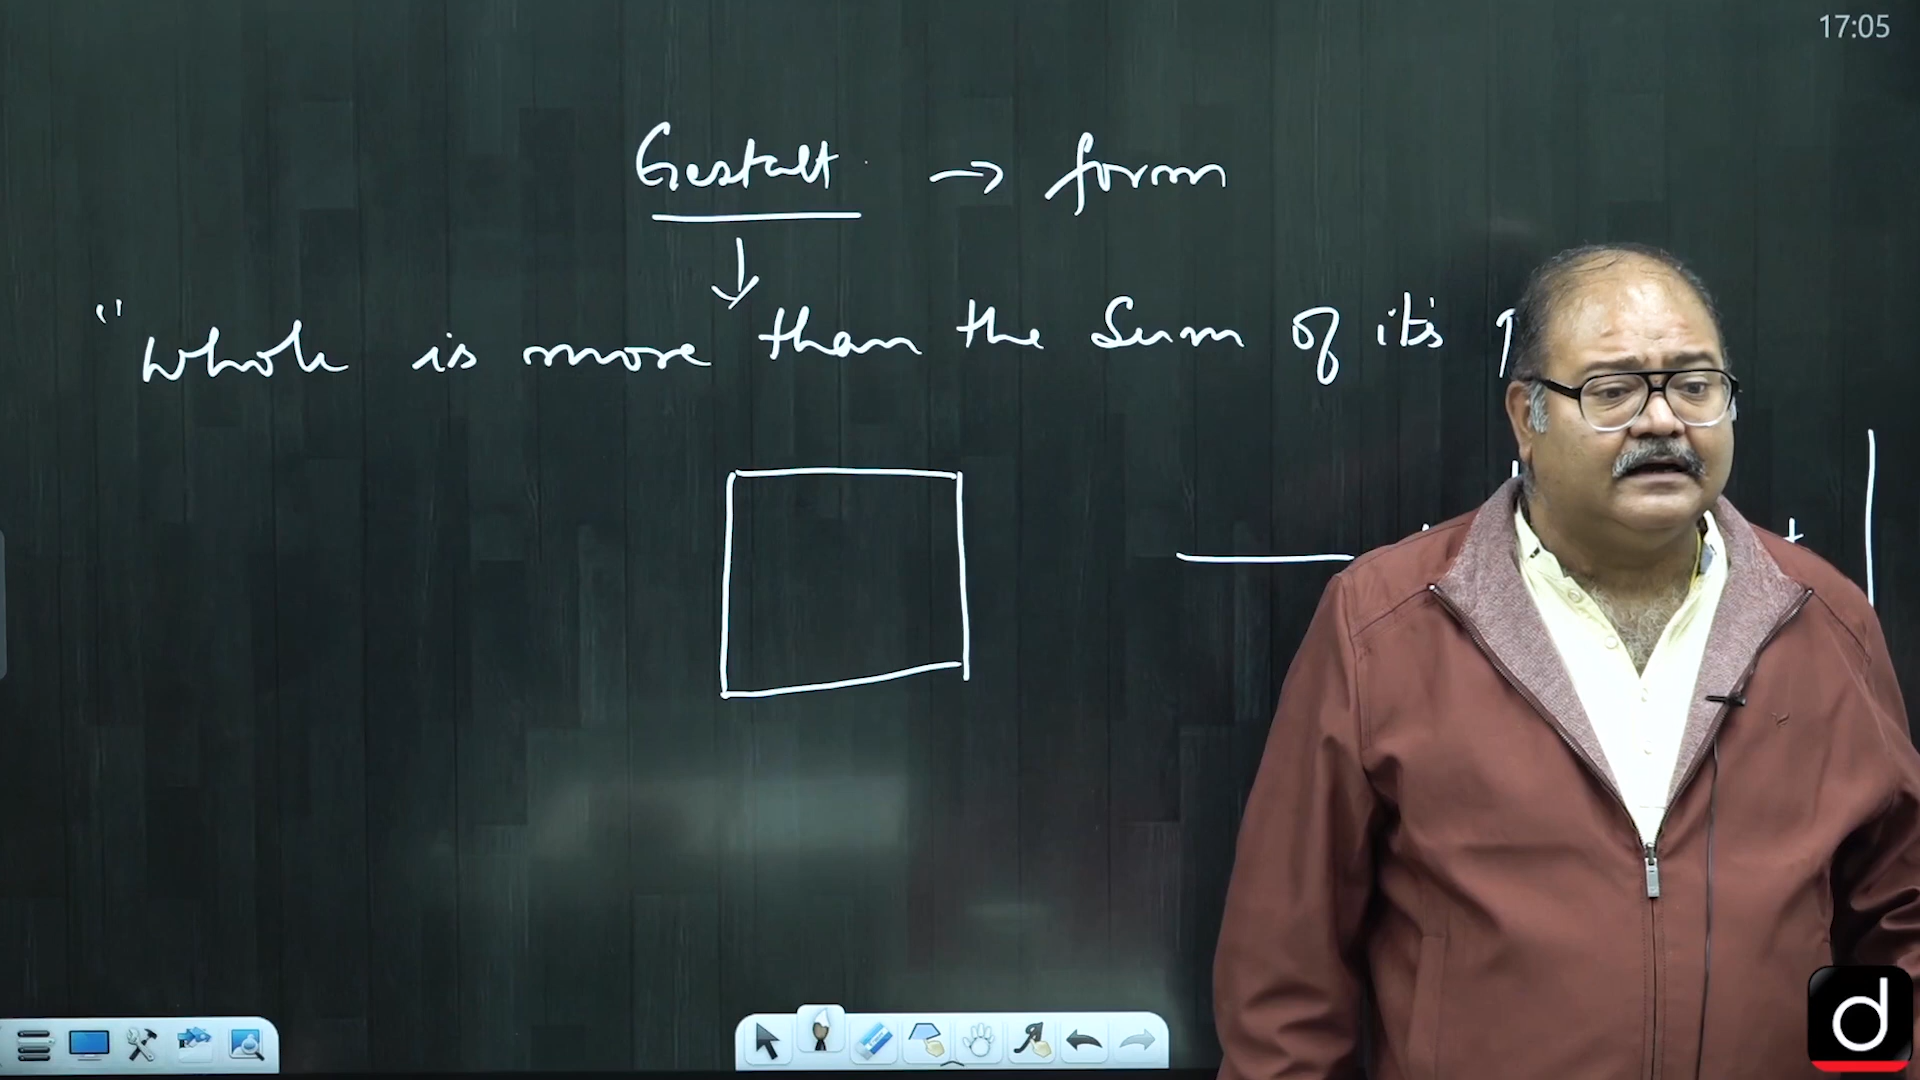 17:05
Gestalt → form
" Whole is more than the Sum of it's
d